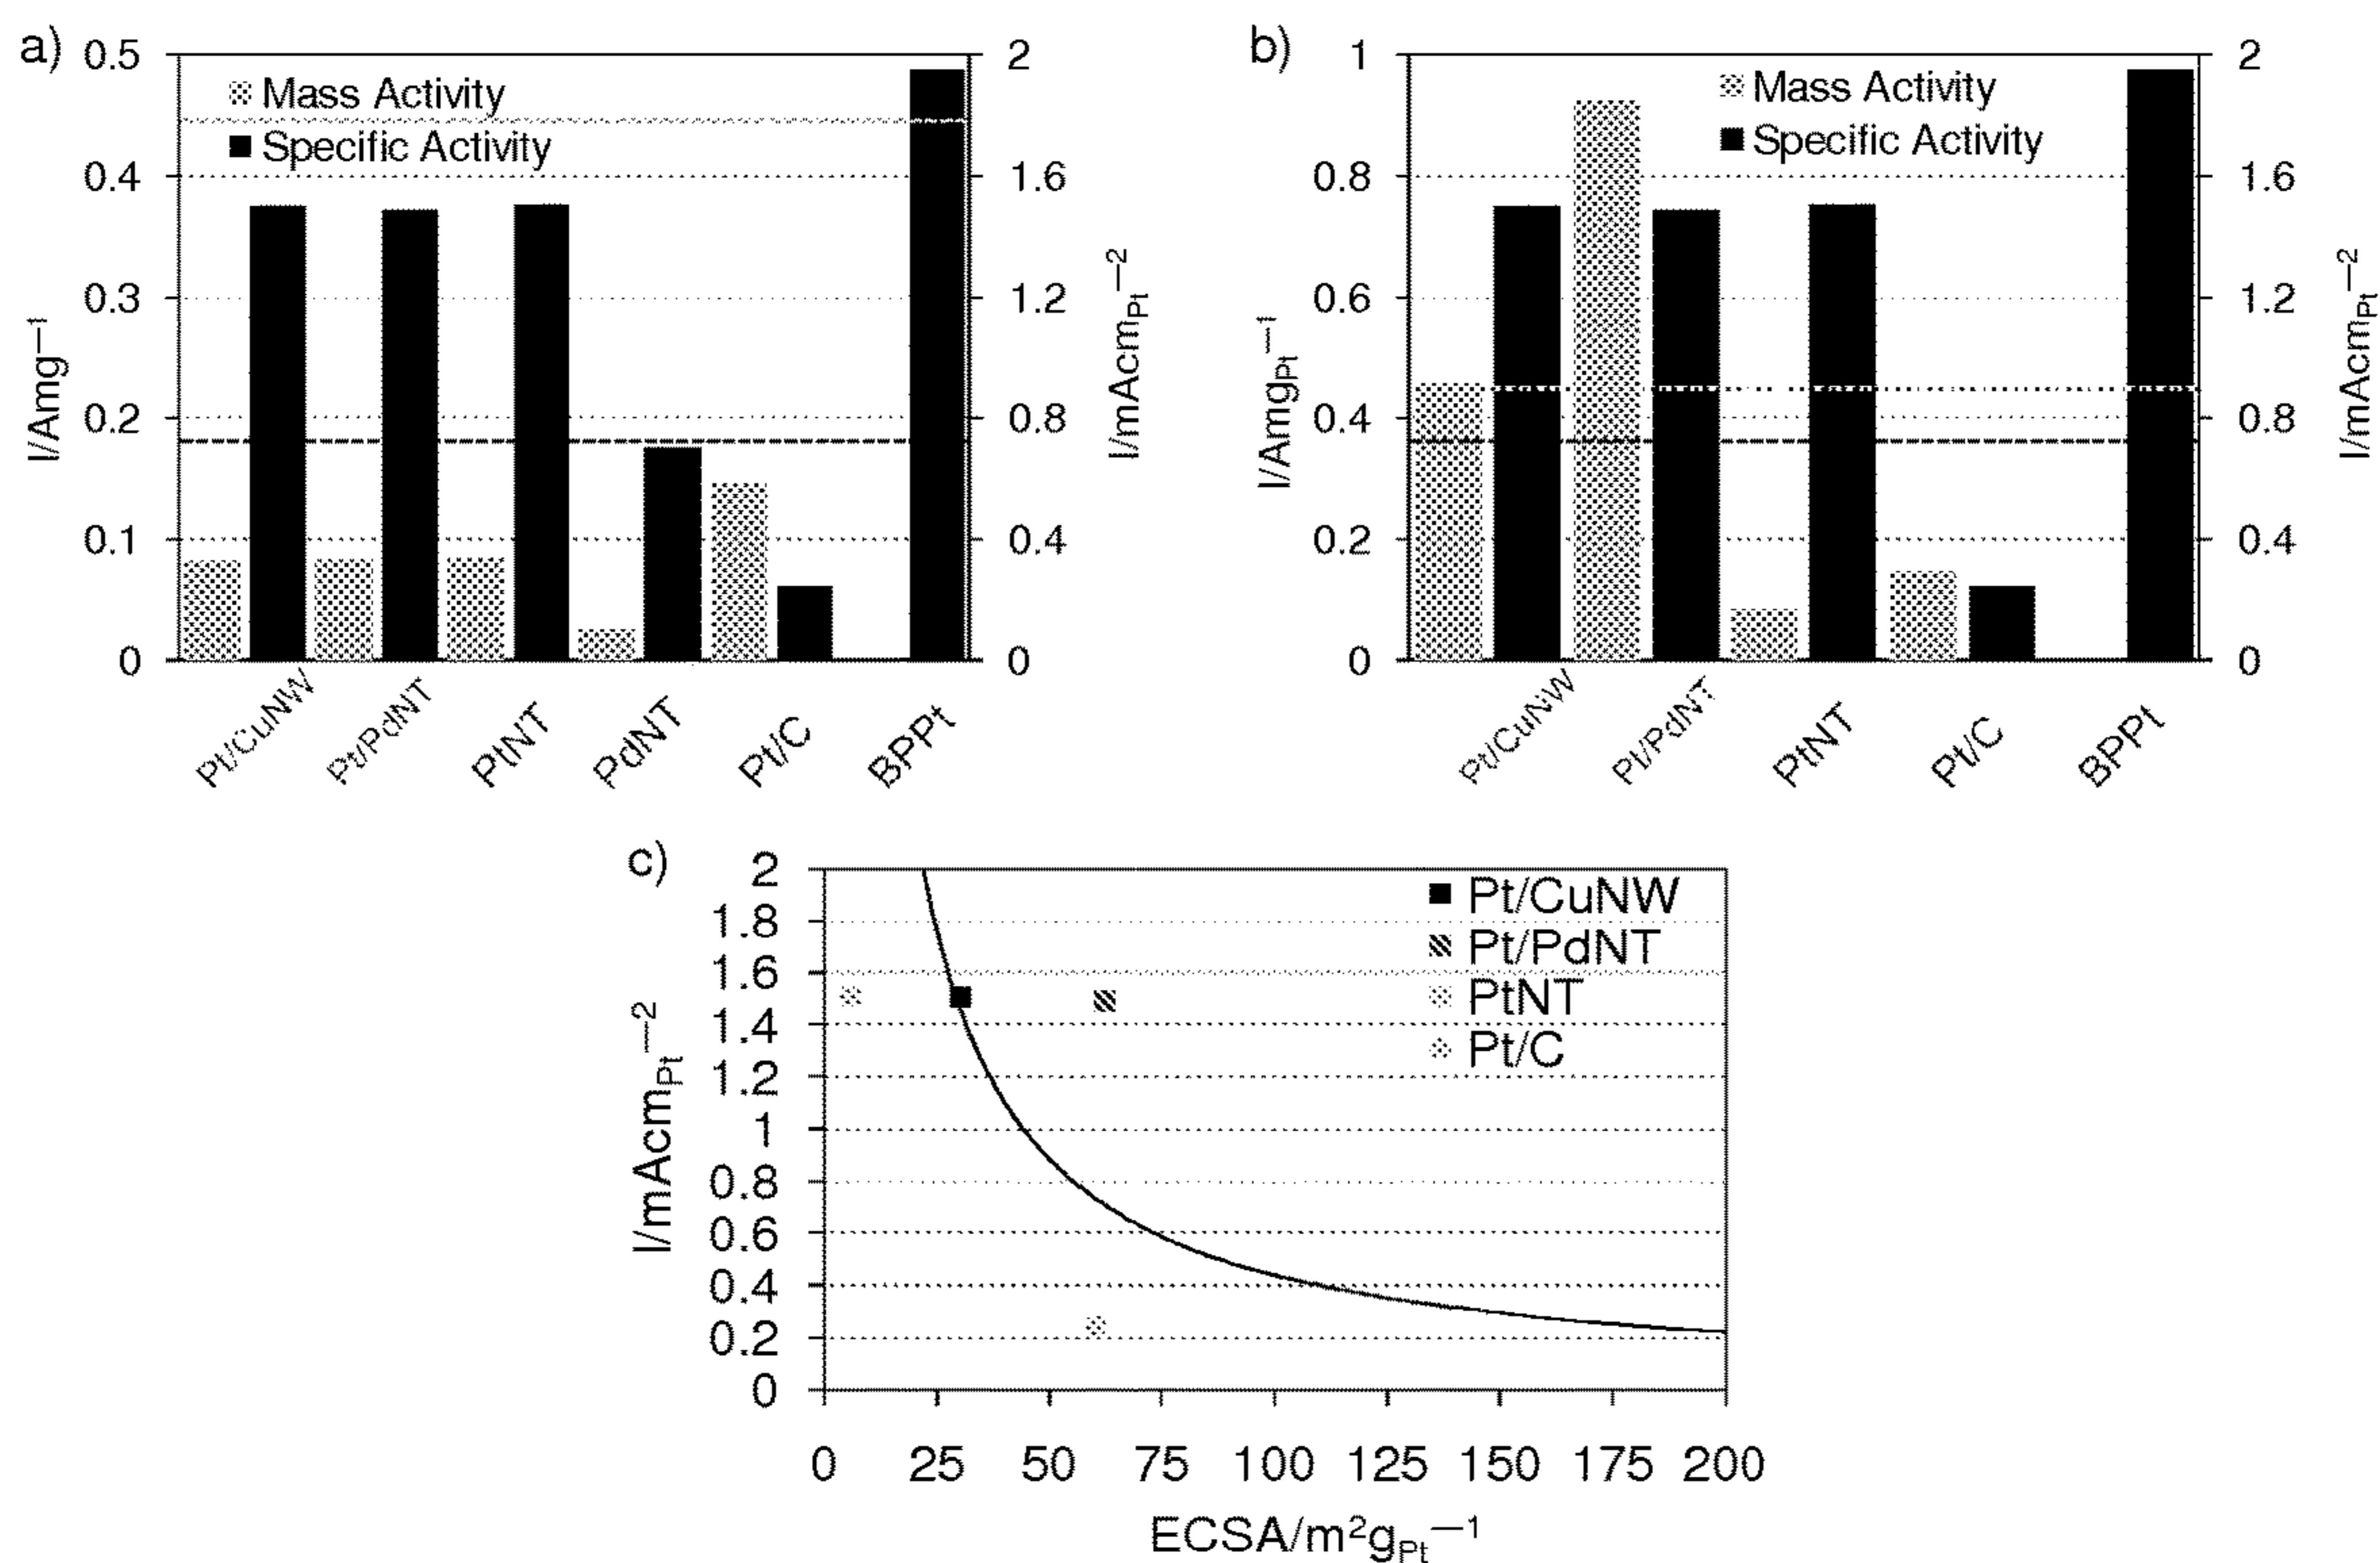 a)
0.5
0.4
0.3
0.2
0.1
0
I/Amg—1
Mass Activity
Specific Activity
2
1.6
1.2
0.8
0.4
0
I/mAcmPt—2
Pt/CuNW
Pt/PdNT
PtNT
PdNT
Pt/C
BPPt
b)
1
0.8
0.6
0.4
0.2
0
I/AmgPt—1
Mass Activity
Specific Activity
2
1.6
1.2
0.8
0.4
0
I/mAcmPt—2
Pt/CuNW
Pt/PdNT
PtNT
Pt/C
BPPt
c)
2
1.8
1.6
1.4
1.2
1
0.8
0.6
0.4
0.2
0
I/mAcmPt—2
Pt/CuNW
Pt/PdNT
PtNT
Pt/C
0 25 50 75 100 125 150 175 200
ECSA/m²gPt—1